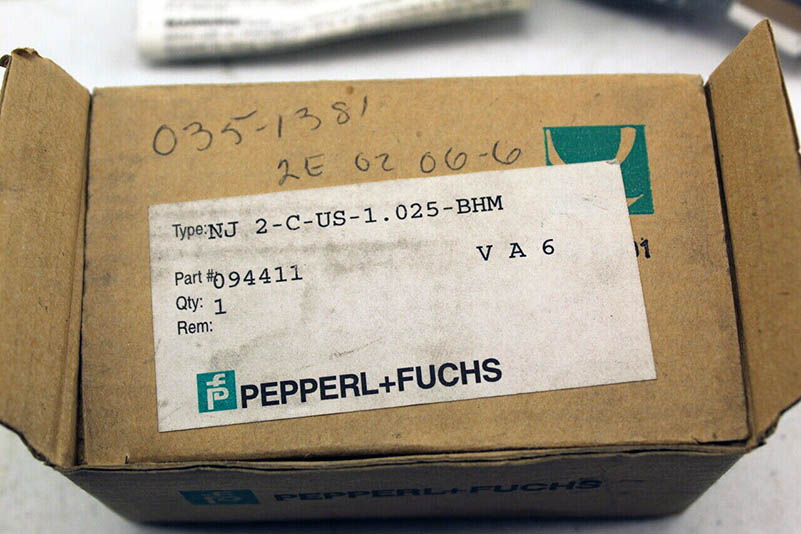 035-1381
2E 02 06-6
Type: NJ 2-C-US-1.025-BHM
V A 6
01
Part # 094411
Qty: 1
Rem:
PEPPERL+FUCHS
PEPPERL+FUCHS